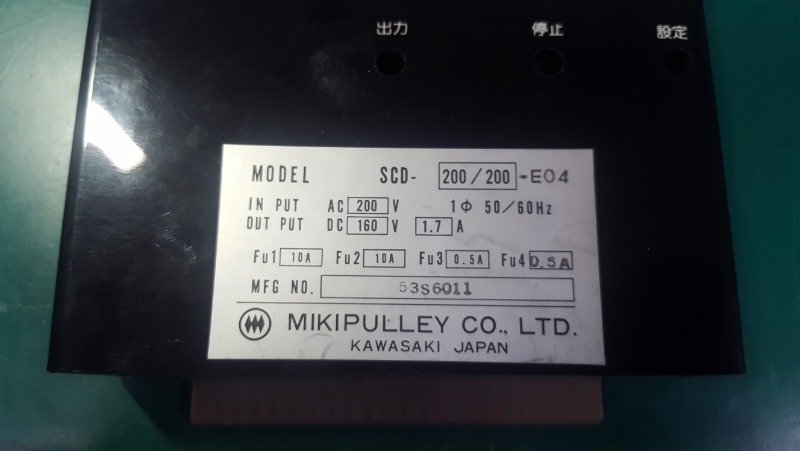 出力 停止 設定
MODEL SCD- 200/200 -E04
IN PUT AC 200 V 1Φ 50/60Hz
OUT PUT DC 160 V 1.7 A
Fu1 10A Fu2 10A Fu3 0.5A Fu4 0.5A
MFG NO. 53S6011
MIKIPULLEY CO., LTD.
KAWASAKI JAPAN